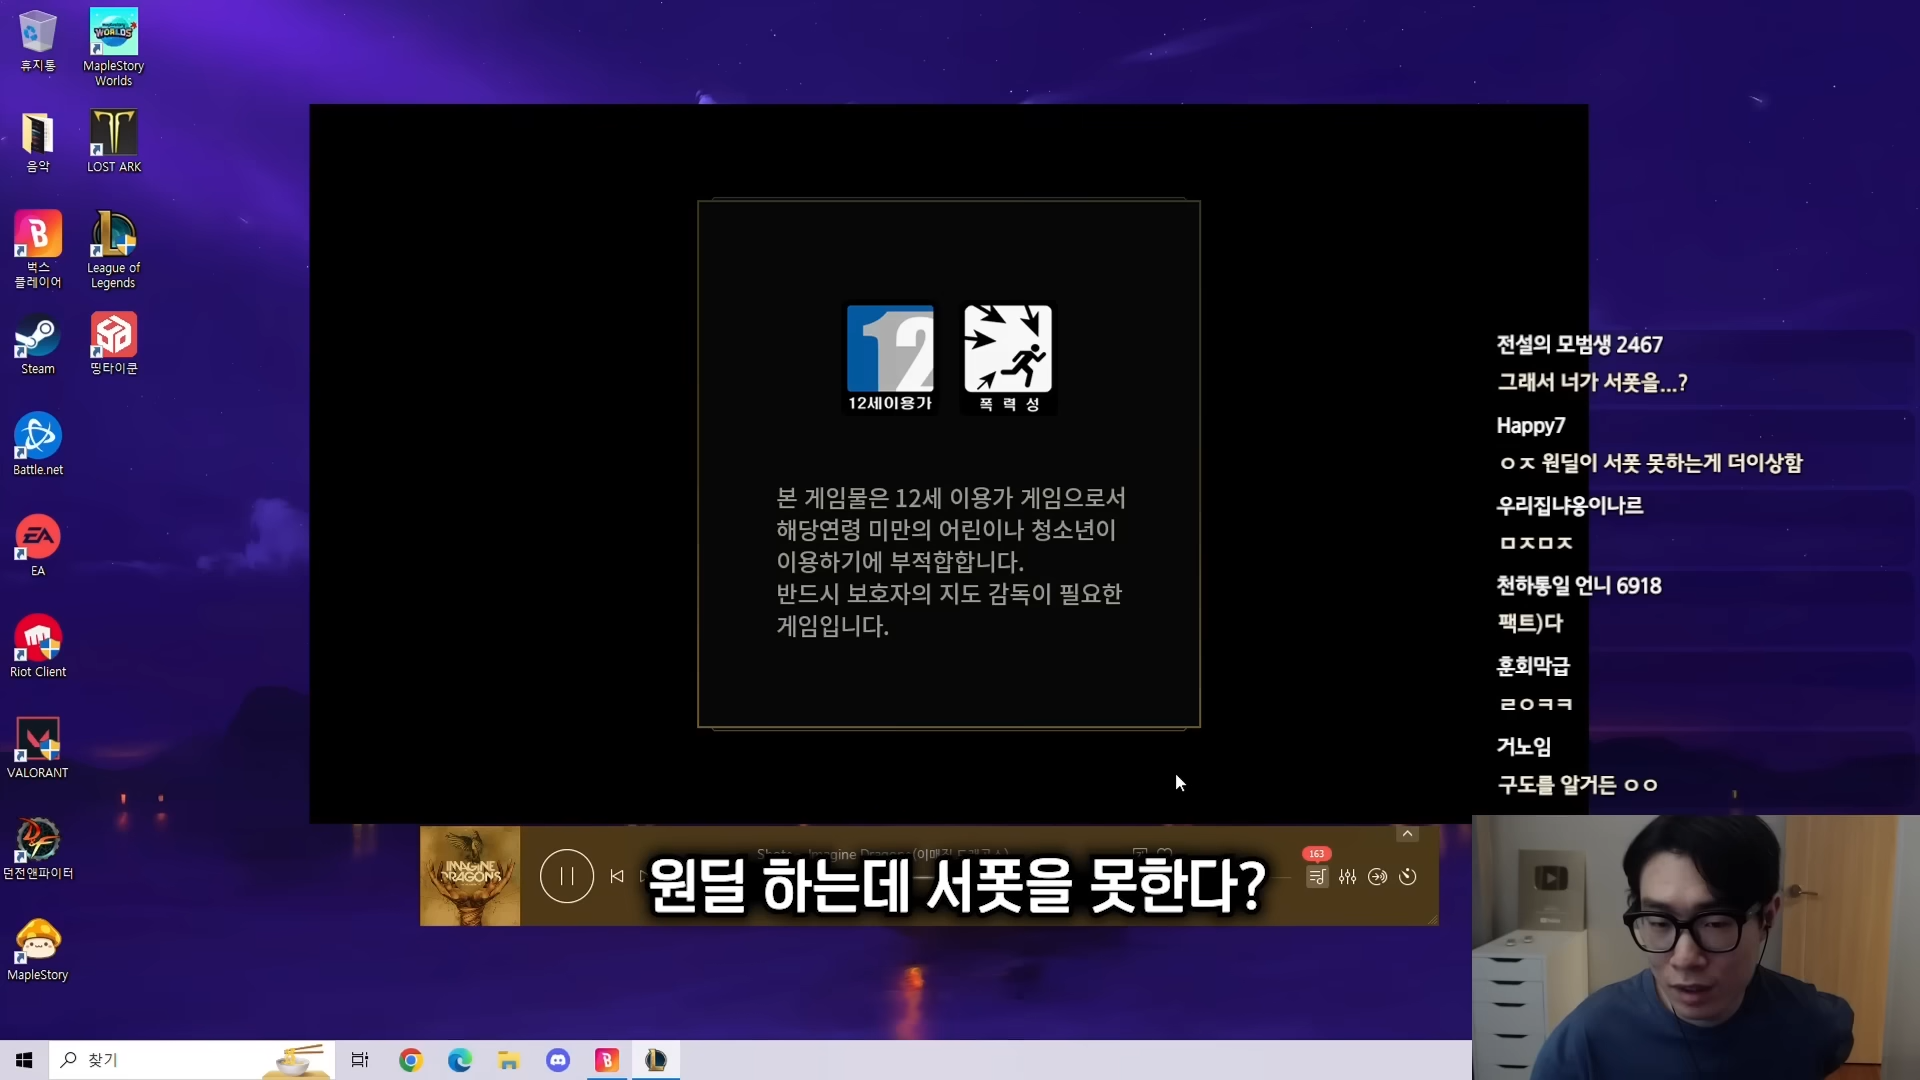 휴지통
MapleStory
Worlds
음악
LOST ARK
벅스
플레이어
League of
Legends
Steam
띵타이쿤
Battle.net
EA
Riot Client
VALORANT
던전앤파이터
MapleStory
12
12세이용가
폭력성
본 게임물은 12세 이용가 게임으로서
해당연령 미만의 어린이나 청소년이
이용하기에 부적합합니다.
반드시 보호자의 지도 감독이 필요한
게임입니다.
전설의 모범생 2467
그래서 너가 서폿을...?
Happy7
ㅇㅈ 원딜이 서폿 못하는게 더이상함
우리집냐옹이나르
ㅁㅈㅁㅈ
천하통일 언니 6918
팩트)다
훈회막급
ㄹㅇㅋㅋ
거노임
구도를 알거든 ㅇㅇ
IMAGINE
DRAGONS
Imagine Dragons
163
원딜 하는데 서폿을 못한다?
찾기